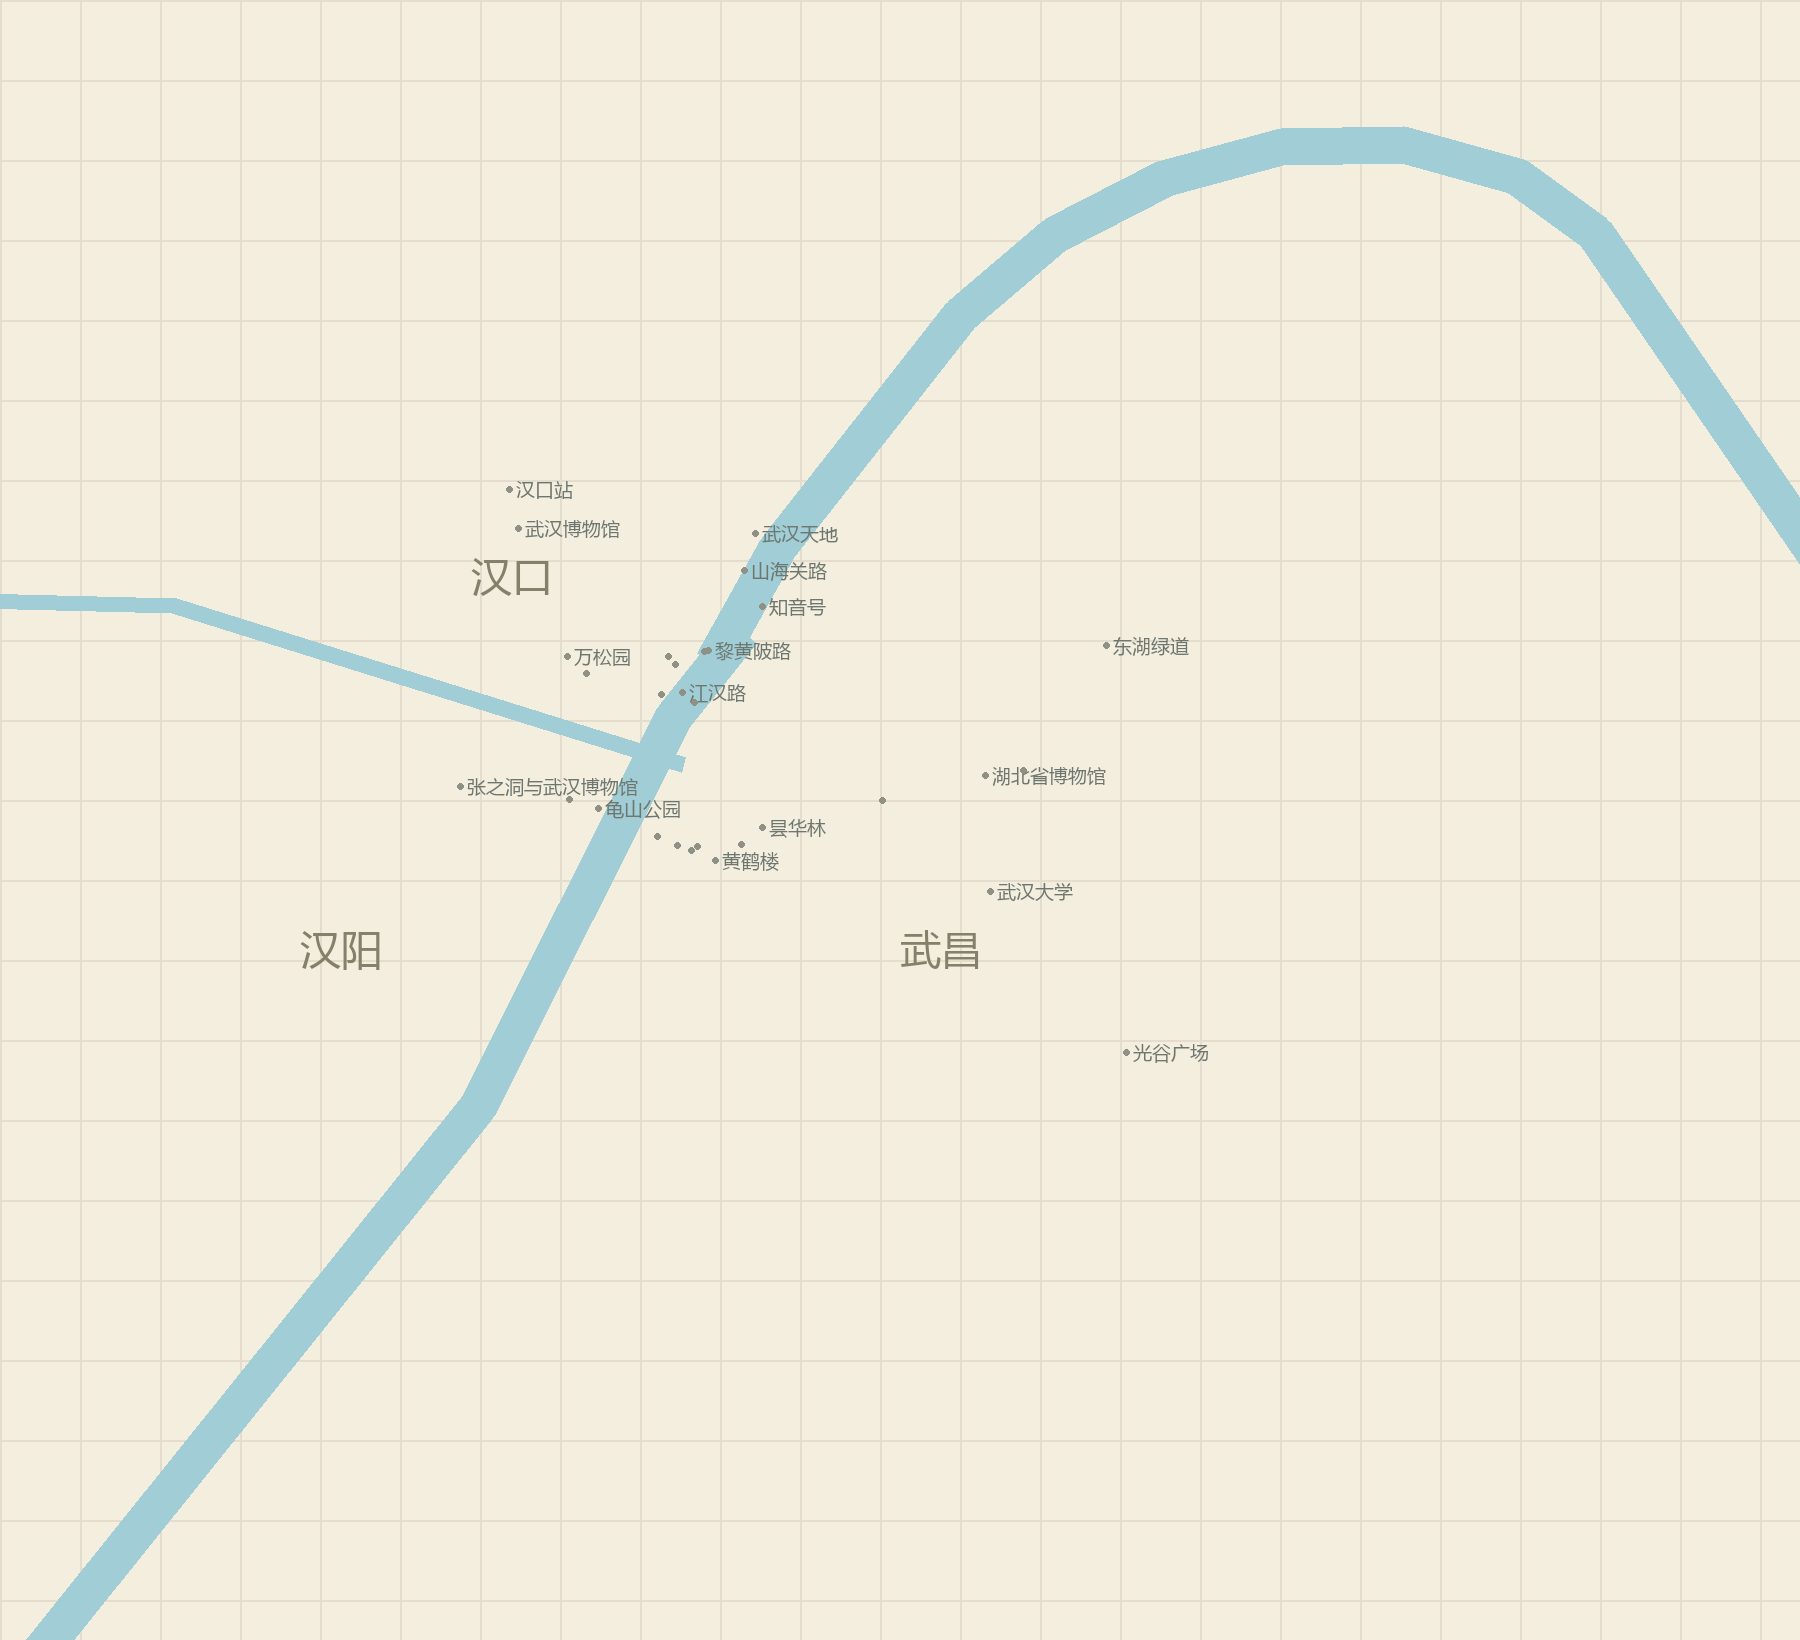 汉口站
武汉博物馆
武汉天地
汉口
山海关路
知音号
东湖绿道
黎黄陂路
万松园
江汉路
湖北省博物馆
张之洞与武汉博物馆
龟山公园
昙华林
黄鹤楼
武汉大学
汉阳
武昌
光谷广场